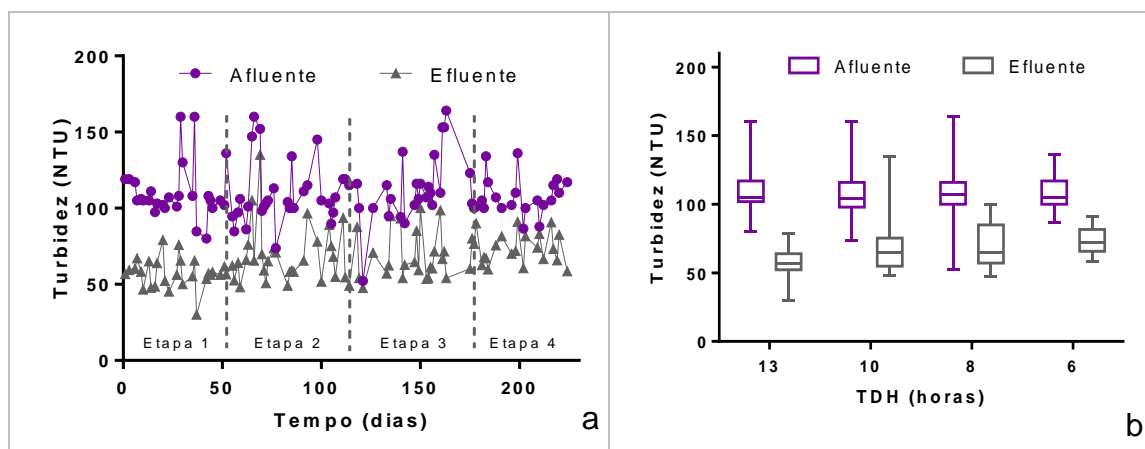 200
150
100
50
0
Turbidez (NTU)
Afluente
Efluente
Etapa 1
Etapa 2
Etapa 3
Etapa 4
0
50
100
150
200
Tempo (dias)
a
200
150
100
50
0
Turbidez (NTU)
Afluente
Efluente
13
10
8
6
TDH (horas)
b